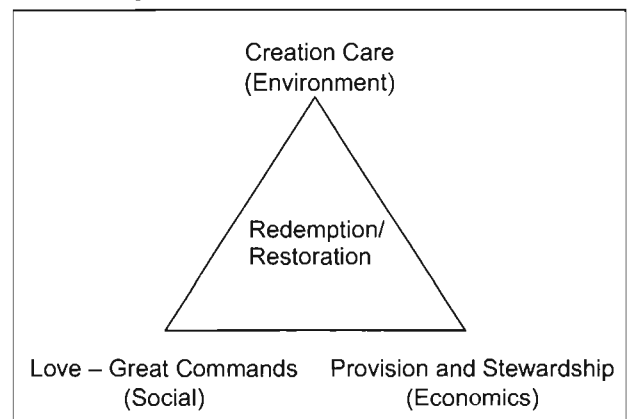 Creation Care
(Environment)
Redemption/
Restoration
Love – Great Commands
(Social)
Provision and Stewardship
(Economics)